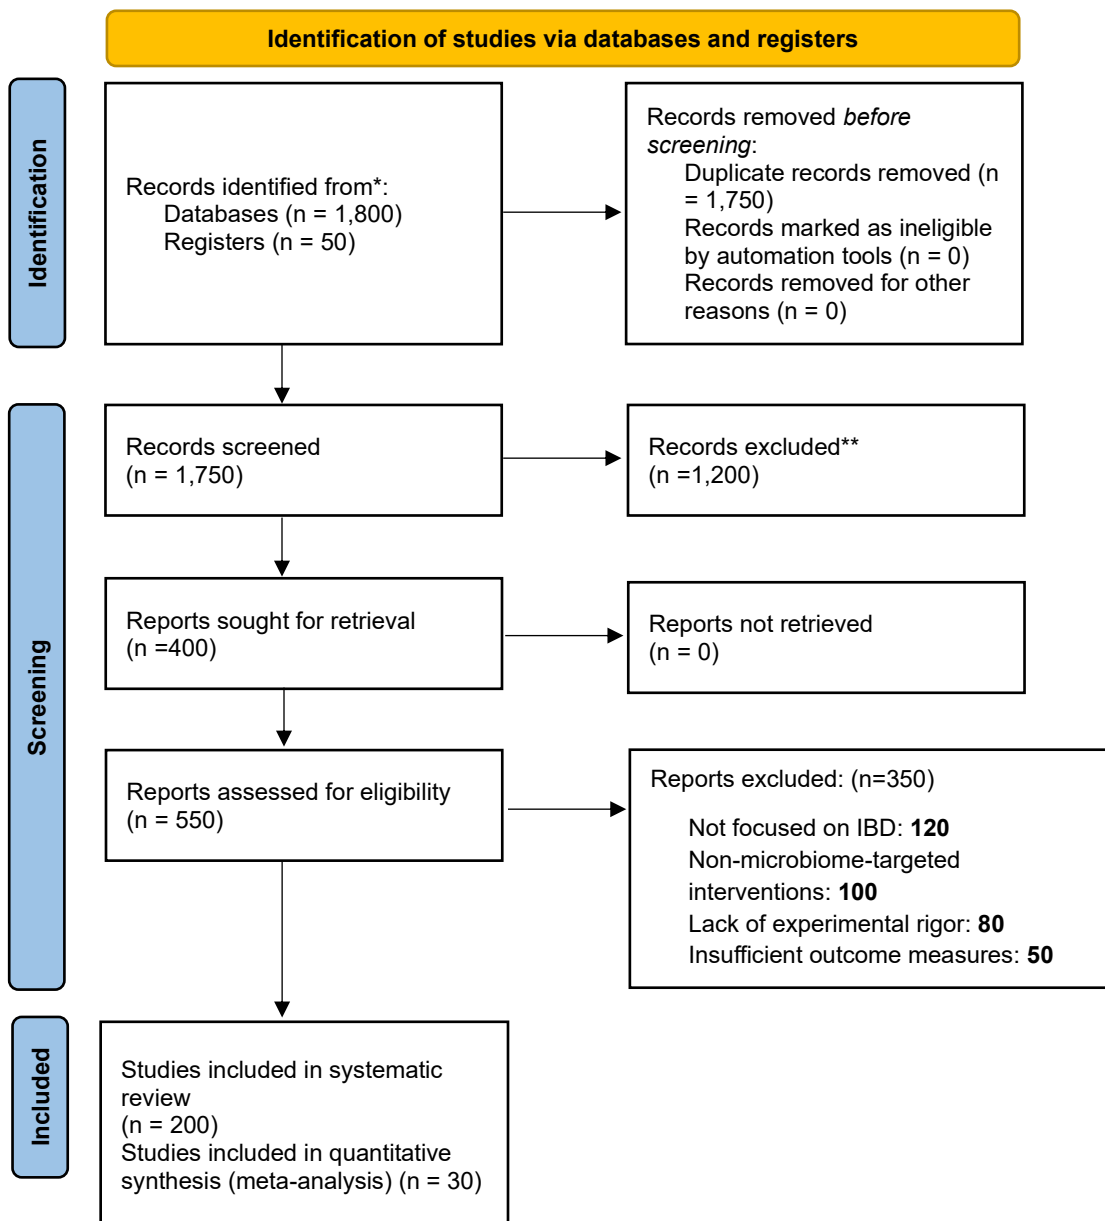 Identification of studies via databases and registers
Identification
Records identified from*:
Databases (n = 1,800)
Registers (n = 50)
Records removed before
screening:
Duplicate records removed (n
= 1,750)
Records marked as ineligible
by automation tools (n = 0)
Records removed for other
reasons (n = 0)
Screening
Records screened
(n = 1,750)
Records excluded**
(n =1,200)
Reports sought for retrieval
(n =400)
Reports not retrieved
(n = 0)
Reports assessed for eligibility
(n = 550)
Reports excluded: (n=350)
Not focused on IBD: 120
Non-microbiome-targeted
interventions: 100
Lack of experimental rigor: 80
Insufficient outcome measures: 50
Included
Studies included in systematic
review
(n = 200)
Studies included in quantitative
synthesis (meta-analysis) (n = 30)